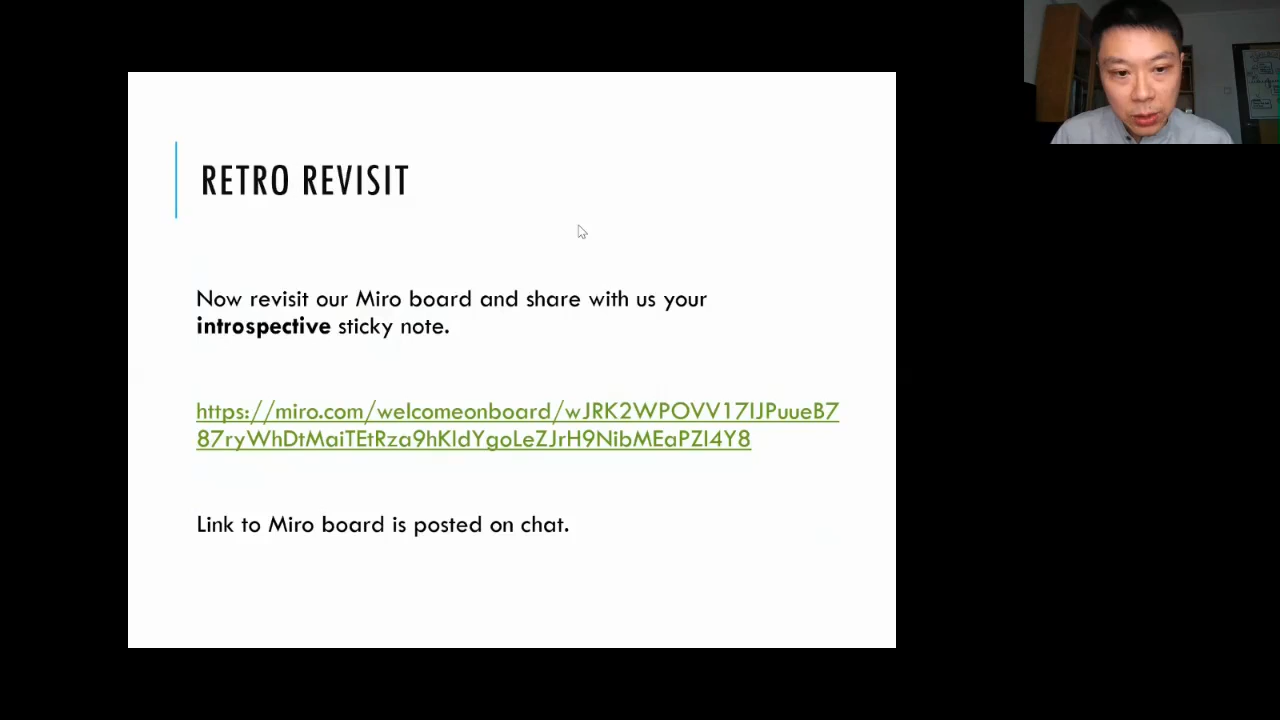 RETRO REVISIT
Now revisit our Miro board and share with us your
introspective sticky note.
https://miro.com/welcomeonboard/wJRK2WPOVV17IJPuueB7
87ryWhDtMaiTEtRza9hKldYgoLeZJrH9NibMEaPZI4Y8
Link to Miro board is posted on chat.